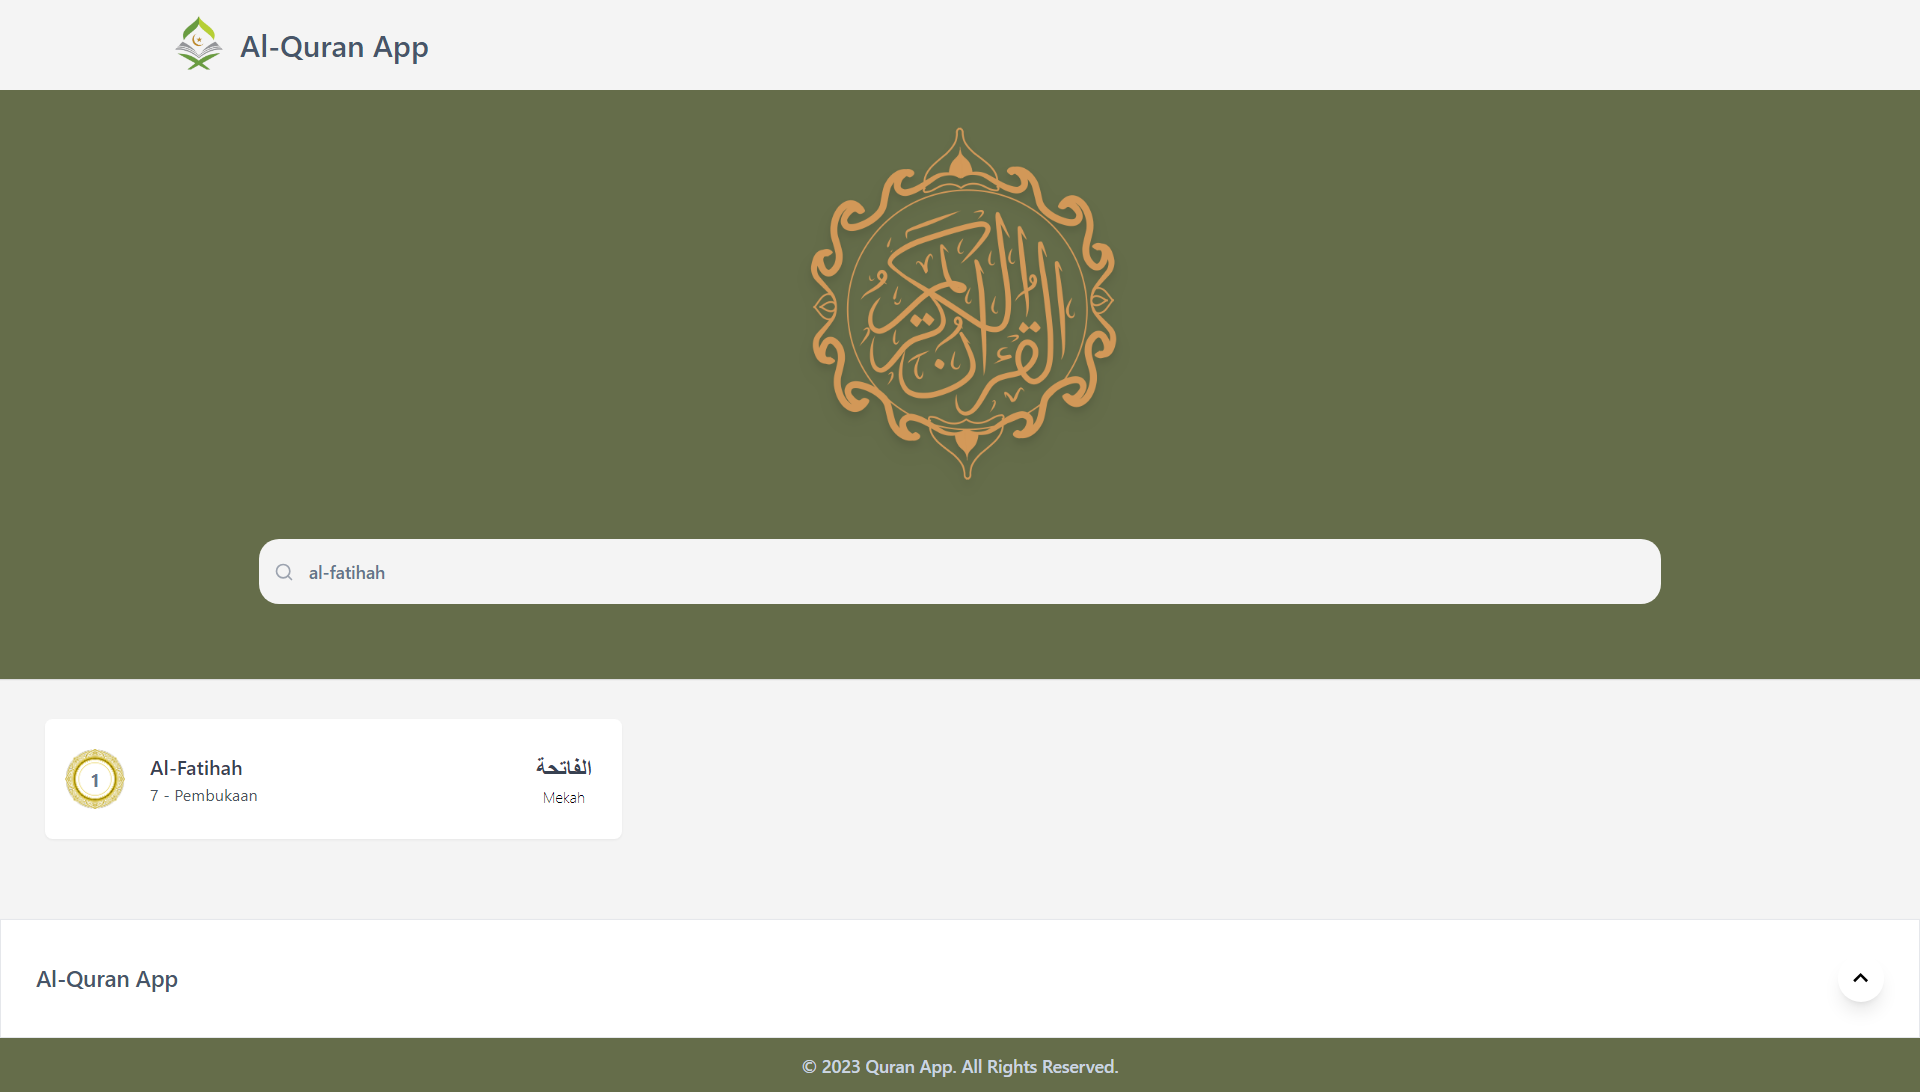 Al-Quran App
القرآن الكريم
al-fatihah
1
Al-Fatihah
7 - Pembukaan
الفاتحة
Mekah
Al-Quran App
© 2023 Quran App. All Rights Reserved.